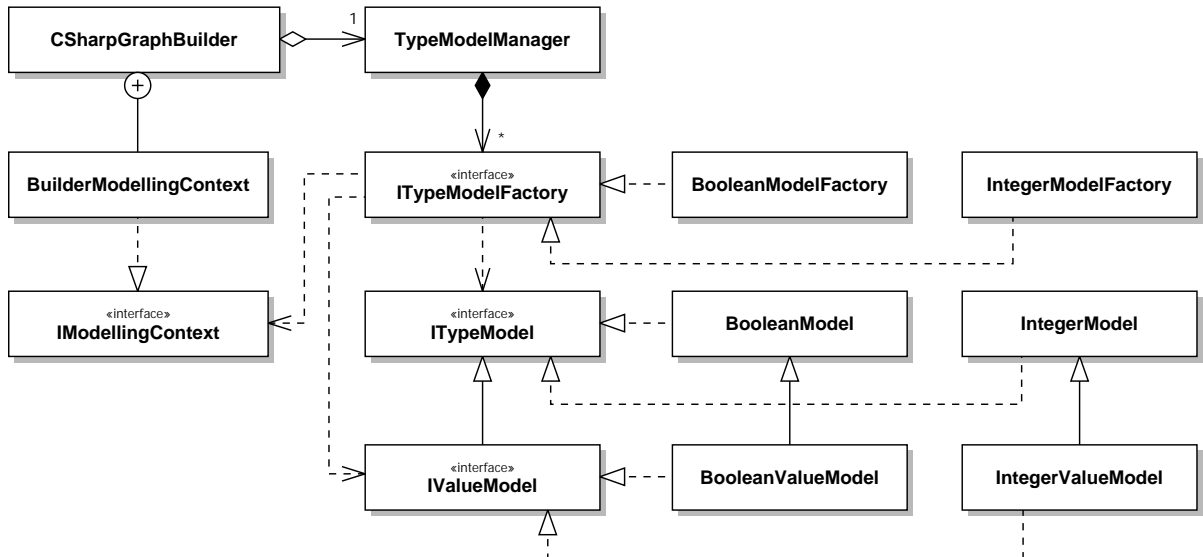 CSharpGraphBuilder
1
TypeModelManager
*
BuilderModellingContext
«interface»
ITypeModelFactory
BooleanModelFactory
IntegerModelFactory
«interface»
IModellingContext
«interface»
ITypeModel
BooleanModel
IntegerModel
«interface»
IValueModel
BooleanValueModel
IntegerValueModel